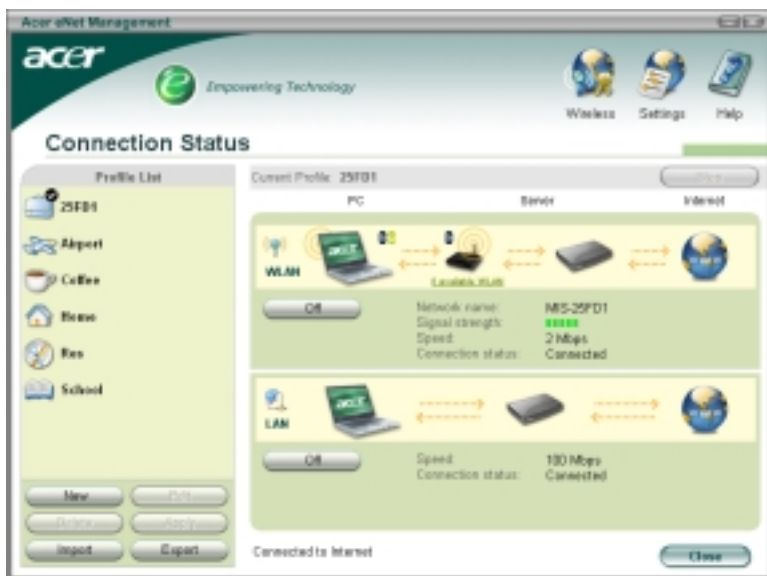 Acer eNet Management
acer
Empowering Technology
Wireless Settings Help
Connection Status
Profile List
25FD1
Airport
Coffee
Home
Res
School
New
Delete Apply
Import Export
Current Profile: 25FD1
PC Server Internet
WLAN
acer
Off
Network name: MIS-25FD1
Signal strength:
Speed: 2 Mbps
Connection status: Connected
LAN
acer
Off
Speed: 100 Mbps
Connection status: Connected
Connected to Internet
Close